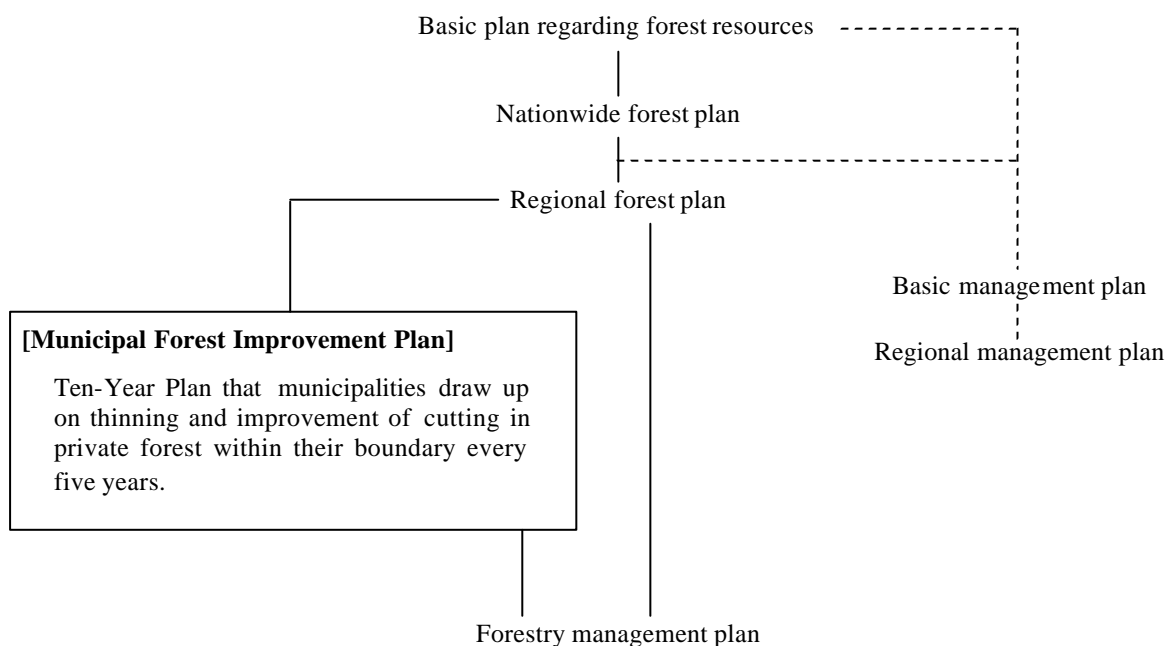 Basic plan regarding forest resources
Nationwide forest plan
Regional forest plan
Basic management plan
Regional management plan
[Municipal Forest Improvement Plan]
Ten-Year Plan that municipalities draw up
on thinning and improvement of cutting in
private forest within their boundary every
five years.
Forestry management plan